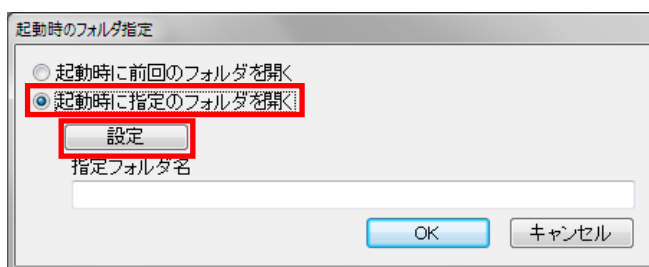 起動時のフォルダ指定
起動時に前回のフォルダを開く
起動時に指定のフォルダを開く
設定
指定フォルダ名
OK キャンセル